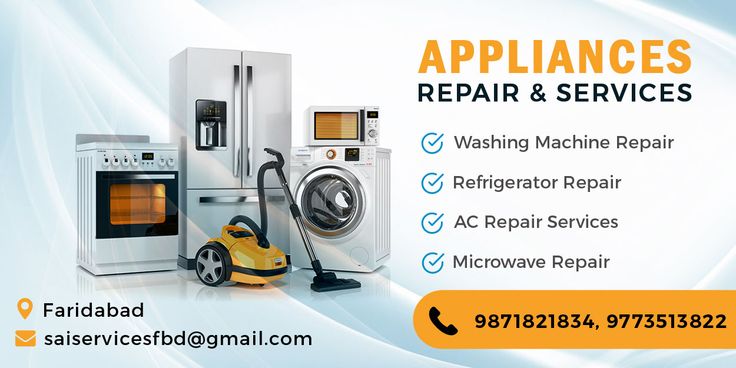 APPLIANCES
REPAIR & SERVICES
Washing Machine Repair
Refrigerator Repair
AC Repair Services
Microwave Repair
Faridabad
saiservicesfbd@gmail.com
9871821834, 9773513822